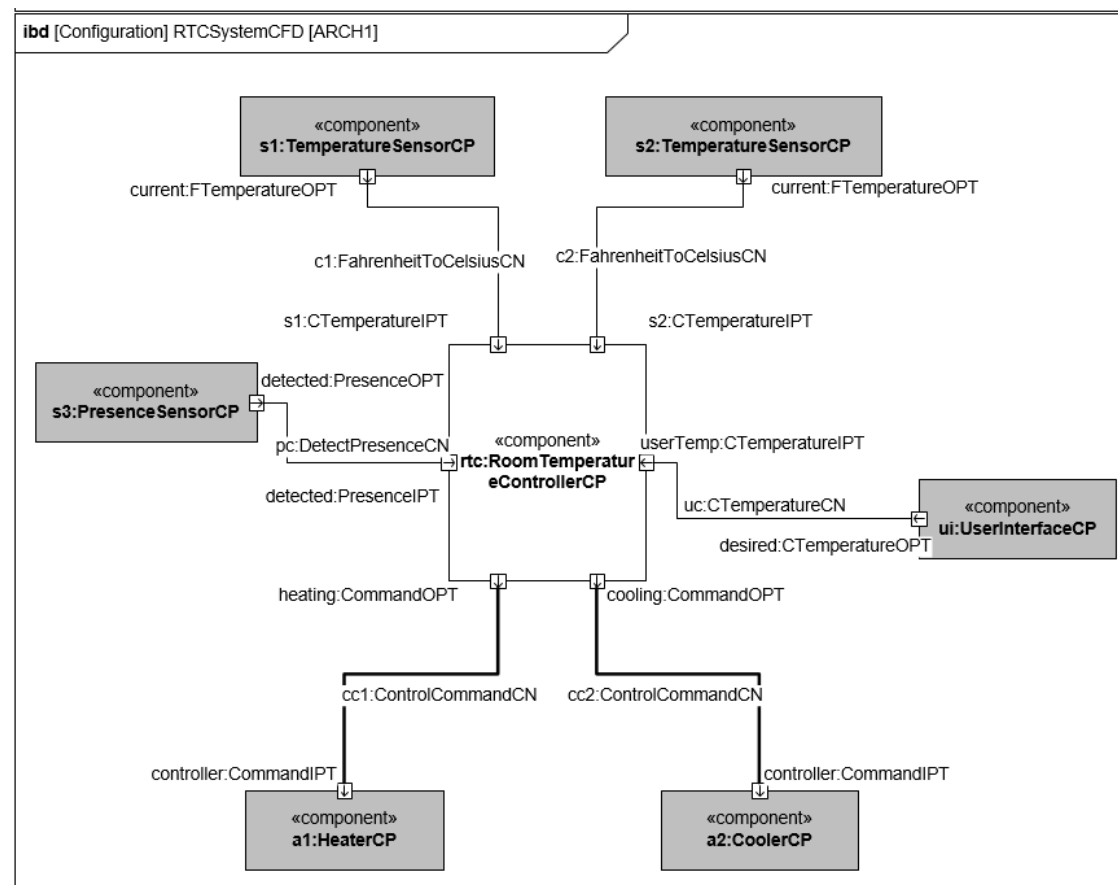 ibd [Configuration] RTCSystemCFD [ARCH1]
«component»
s1:TemperatureSensorCP
«component»
s2:TemperatureSensorCP
current:FTemperatureOPT
current:FTemperatureOPT
c1:FahrenheitToCelsiusCN
c2:FahrenheitToCelsiusCN
s1:CTemperatureIPT
s2:CTemperatureIPT
«component»
s3:PresenceSensorCP
detected:PresenceOPT
pc:DetectPresenceCN
detected:PresenceIPT
«component»
rtc:RoomTemperatur
eControllerCP
userTemp:CTemperatureIPT
uc:CTemperatureCN
desired:CTemperatureOPT
«component»
ui:UserInterfaceCP
heating:CommandOPT
cooling:CommandOPT
cc1:ControlCommandCN
cc2:ControlCommandCN
controller:CommandIPT
controller:CommandIPT
«component»
a1:HeaterCP
«component»
a2:CoolerCP